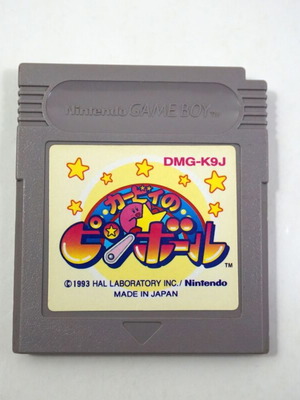 Nintendo GAME BOY TM
DMG-K9J
カービィの
ピンボール
TM
©1993 HAL LABORATORY INC./Nintendo
MADE IN JAPAN